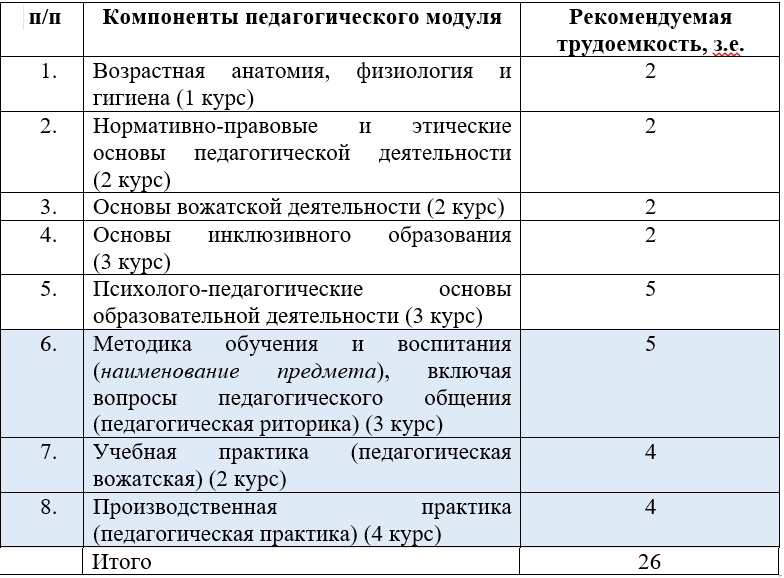 п/п Компоненты педагогического модуля Рекомендуемая
трудоемкость, з.е.
1. Возрастная анатомия, физиология и 2
гигиена (1 курс)
2. Нормативно-правовые и этические 2
основы педагогической деятельности
(2 курс)
3. Основы вожатской деятельности (2 курс) 2
4. Основы инклюзивного образования 2
(3 курс)
5. Психолого-педагогические основы 5
образовательной деятельности (3 курс)
6. Методика обучения и воспитания 5
(наименование предмета), включая
вопросы педагогического общения
(педагогическая риторика) (3 курс)
7. Учебная практика (педагогическая 4
вожатская) (2 курс)
8. Производственная практика 4
(педагогическая практика) (4 курс)
Итого 26